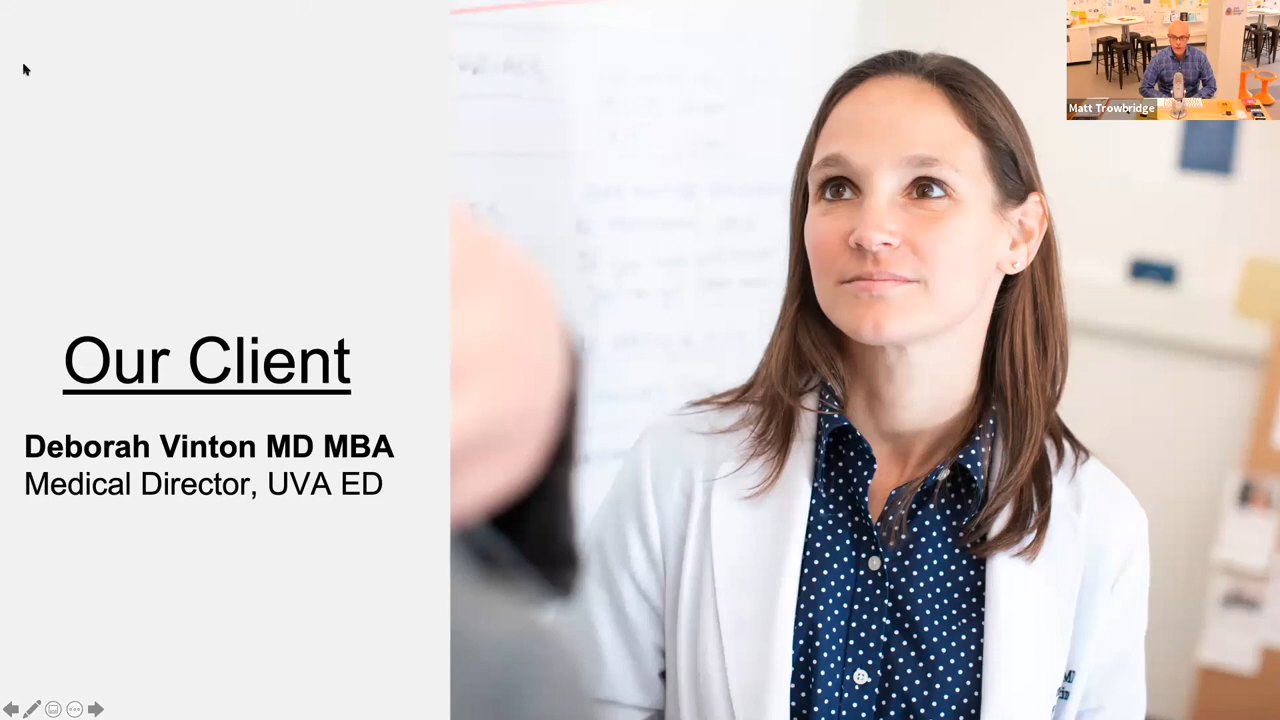 Our Client
Deborah Vinton MD MBA
Medical Director, UVA ED
Matt Trowbridge